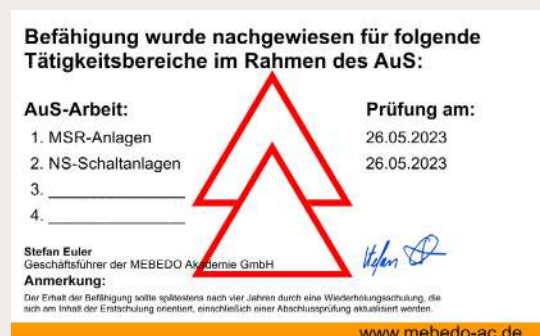 Befähigung wurde nachgewiesen für folgende
Tätigkeitsbereiche im Rahmen des AuS:
AuS-Arbeit: Prüfung am:
1. MSR-Anlagen 26.05.2023
2. NS-Schaltanlagen 26.05.2023
3. _______________
4. _______________
Stefan Euler
Geschäftsführer der MEBEDO Akademie GmbH
Anmerkung:
Der Erhalt der Befähigung sollte spätestens nach vier Jahren durch eine Wiederholungsschulung, die
sich am Inhalt der Erstschulung orientiert, einschließlich einer Abschlussprüfung aktualisiert werden.
www.mebedo-ac.de